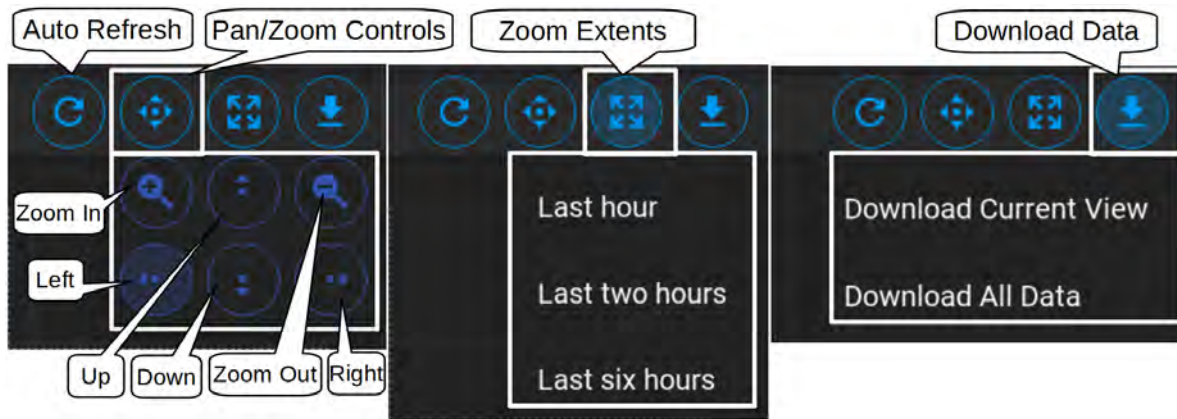 Auto Refresh
Pan/Zoom Controls
Zoom Extents
Download Data
Zoom In
Left
Up
Down
Zoom Out
Right
Last hour
Last two hours
Last six hours
Download Current View
Download All Data